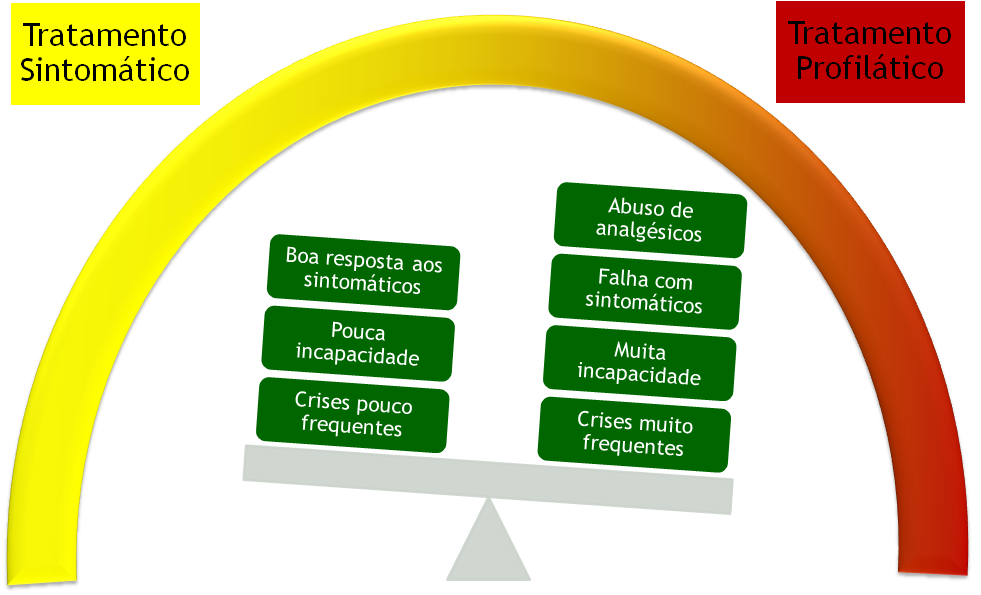 Tratamento
Sintomático
Tratamento
Profilático
Boa resposta aos
sintomáticos
Pouca
incapacidade
Crises pouco
frequentes
Abuso de
analgésicos
Falha com
sintomáticos
Muita
incapacidade
Crises muito
frequentes